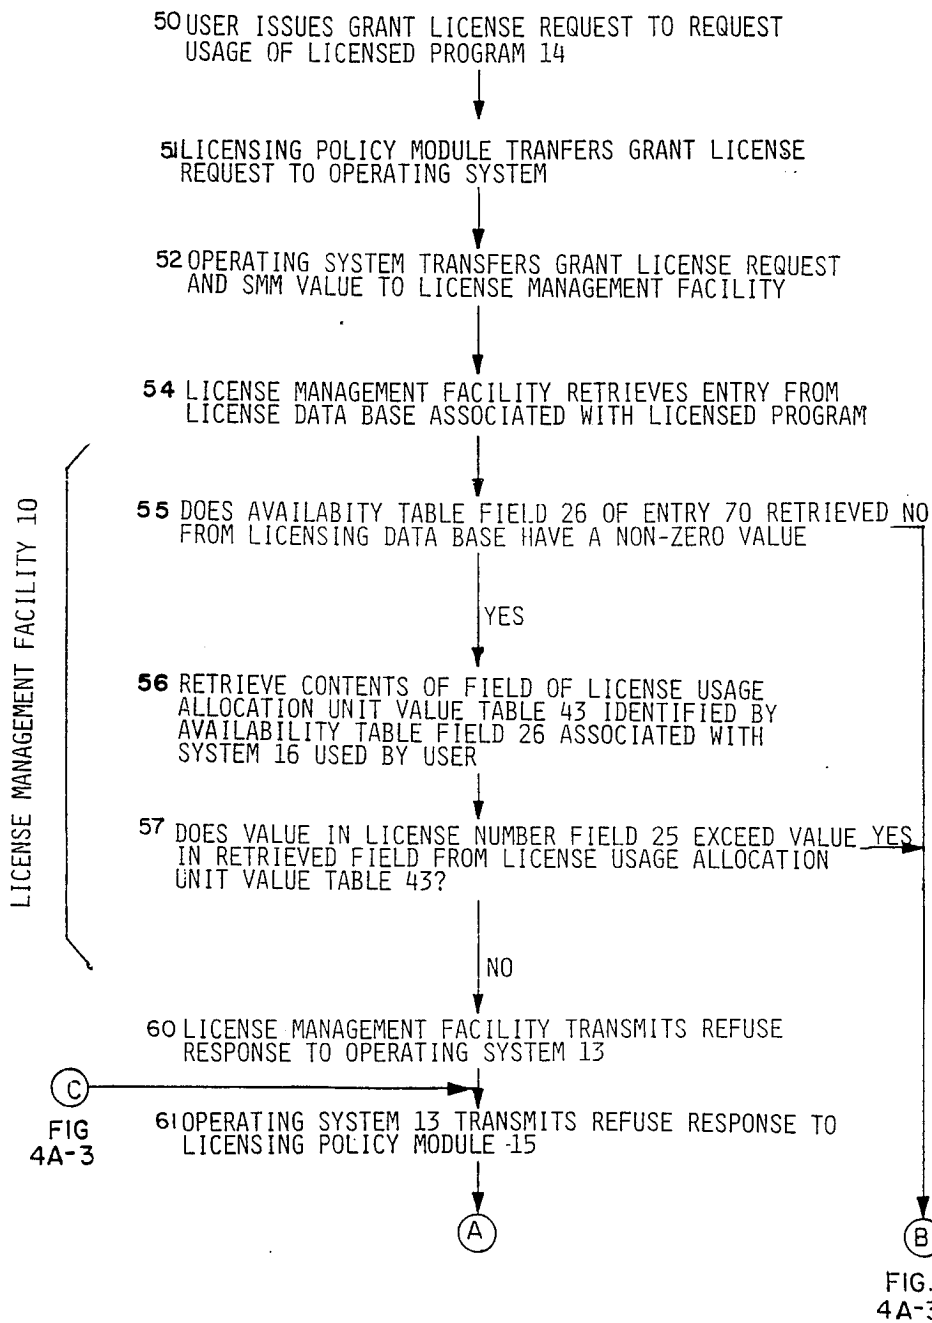 50 USER ISSUES GRANT LICENSE REQUEST TO REQUEST
USAGE OF LICENSED PROGRAM 14
51 LICENSING POLICY MODULE TRANFERS GRANT LICENSE
REQUEST TO OPERATING SYSTEM
52 OPERATING SYSTEM TRANSFERS GRANT LICENSE REQUEST
AND SMM VALUE TO LICENSE MANAGEMENT FACILITY
54 LICENSE MANAGEMENT FACILITY RETRIEVES ENTRY FROM
LICENSE DATA BASE ASSOCIATED WITH LICENSED PROGRAM
LICENSE MANAGEMENT FACILITY 10
55 DOES AVAILABITY TABLE FIELD 26 OF ENTRY 70 RETRIEVED NO
FROM LICENSING DATA BASE HAVE A NON-ZERO VALUE
YES
56 RETRIEVE CONTENTS OF FIELD OF LICENSE USAGE
ALLOCATION UNIT VALUE TABLE 43 IDENTIFIED BY
AVAILABILITY TABLE FIELD 26 ASSOCIATED WITH
SYSTEM 16 USED BY USER
57 DOES VALUE IN LICENSE NUMBER FIELD 25 EXCEED VALUE YES
IN RETRIEVED FIELD FROM LICENSE USAGE ALLOCATION
UNIT VALUE TABLE 43?
NO
60 LICENSE MANAGEMENT FACILITY TRANSMITS REFUSE
RESPONSE TO OPERATING SYSTEM 13
C
FIG
4A-3
61 OPERATING SYSTEM 13 TRANSMITS REFUSE RESPONSE TO
LICENSING POLICY MODULE 15
A
B
FIG.
4A-3